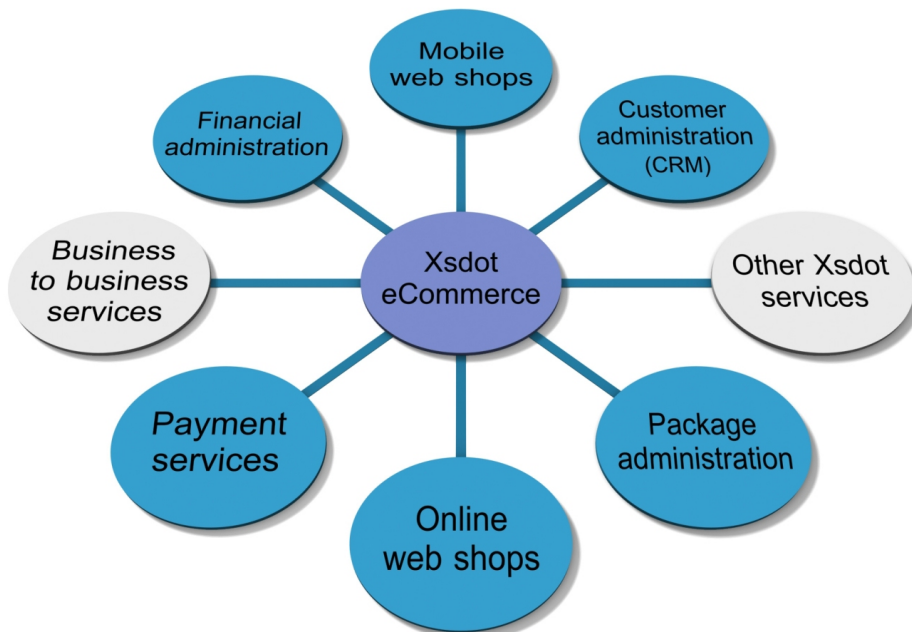 Mobile
web shops
Financial
administration
Customer
administration
(CRM)
Business
to business
services
Xsdot
eCommerce
Other Xsdot
services
Payment
services
Package
administration
Online
web shops